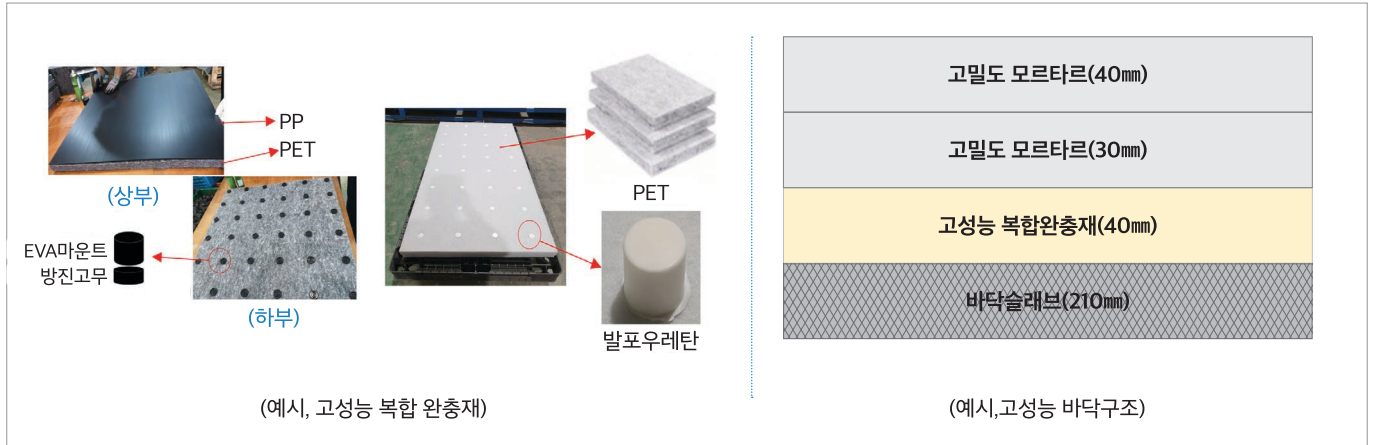 PP
PET
(상부)
EVA마운트
방진고무
(하부)
PET
발포우레탄
(예시, 고성능 복합 완충재)
고밀도 모르타르(40㎜)
고밀도 모르타르(30㎜)
고성능 복합완충재(40㎜)
바닥슬래브(210㎜)
(예시,고성능 바닥구조)